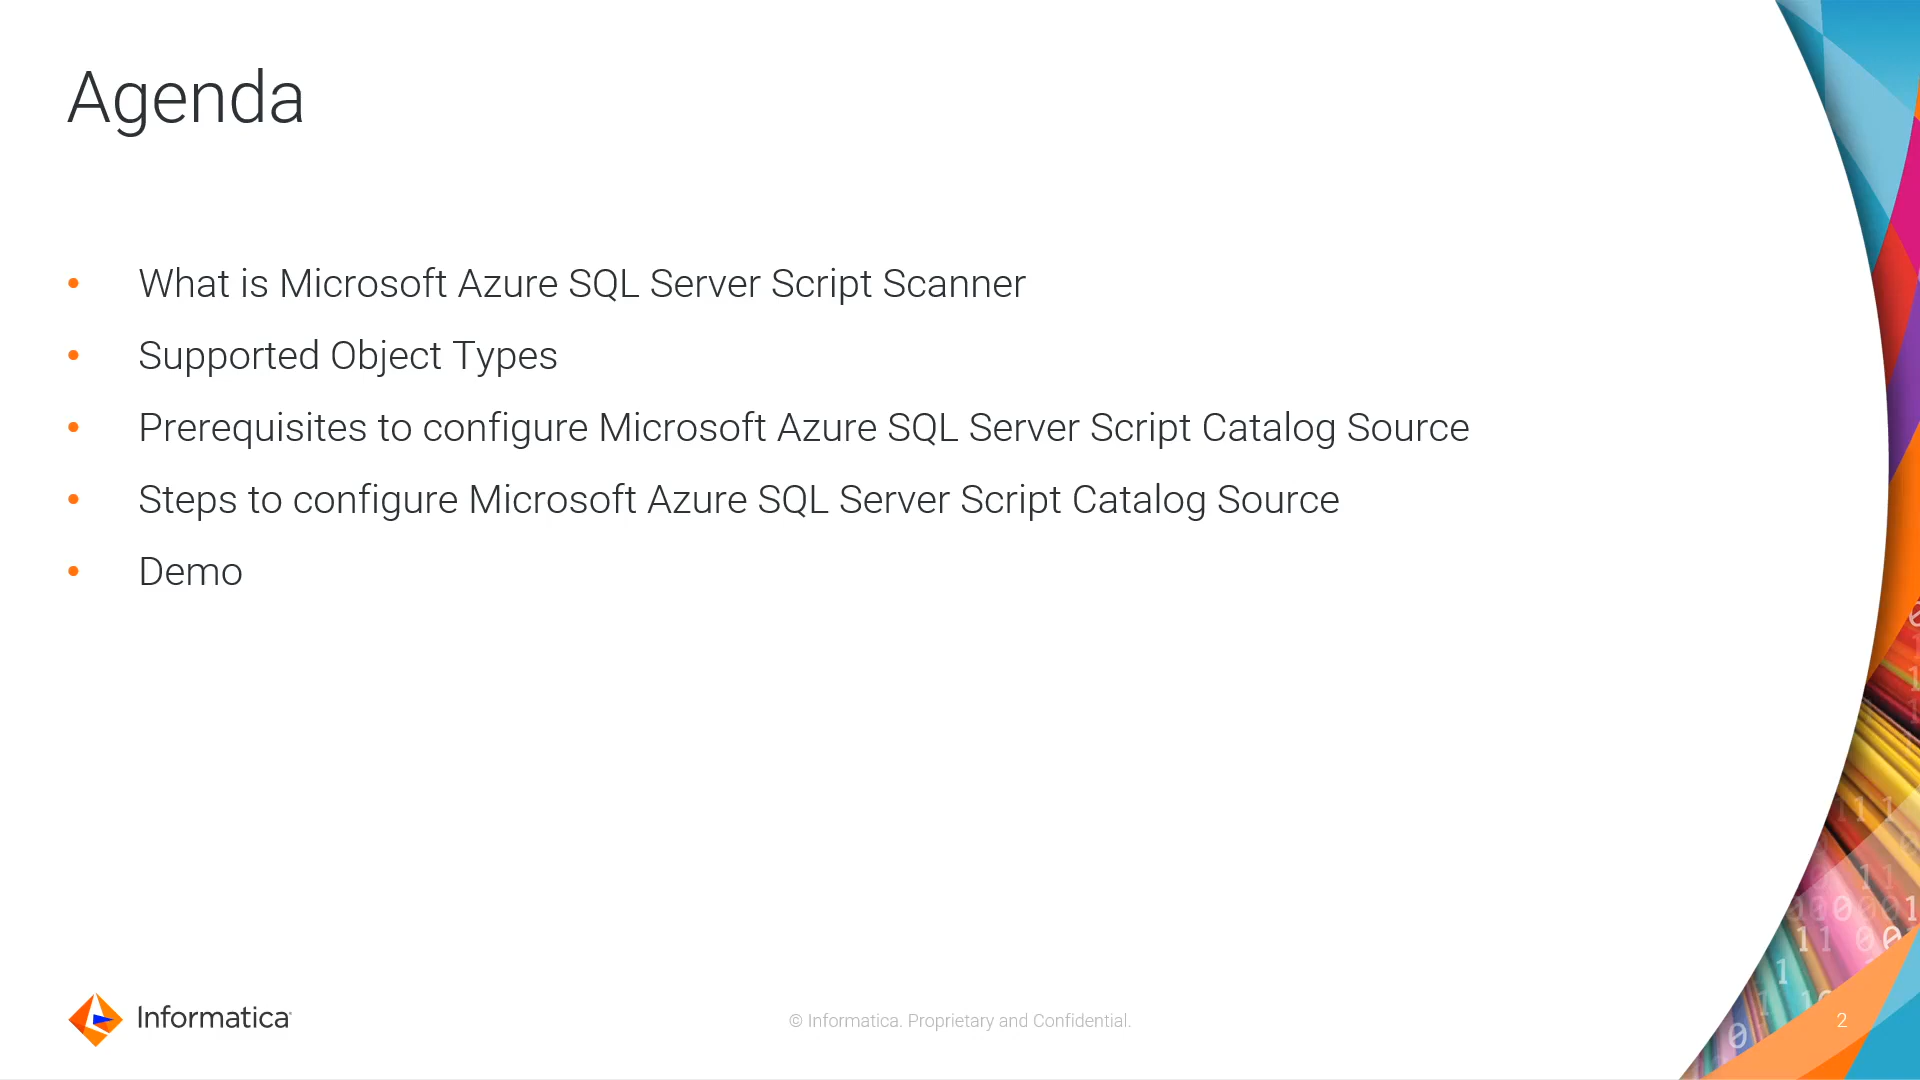 Agenda
• What is Microsoft Azure SQL Server Script Scanner
• Supported Object Types
• Prerequisites to configure Microsoft Azure SQL Server Script Catalog Source
• Steps to configure Microsoft Azure SQL Server Script Catalog Source
• Demo
Informatica
© Informatica. Proprietary and Confidential.
2